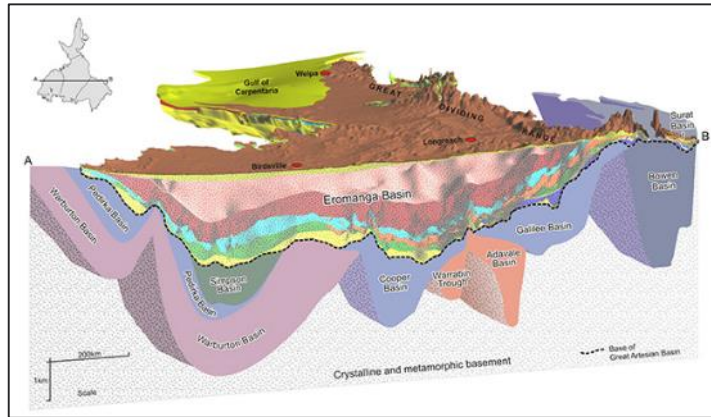 A
B
Weipa
Gulf of
Carpentaria
GREAT
DIVIDING
RANGE
Surat
Basin
Longreach
Birdsville
A
B
Eromanga Basin
Bowen
Basin
Pedirka Basin
Warburton Basin
Galilee Basin
Simpson
Basin
Pedirka Basin
Cooper
Basin
Warrabin
Trough
Adavale
Basin
Warburton Basin
200km
1km
Scale
Crystalline and metamorphic basement
Base of
Great Artesian Basin